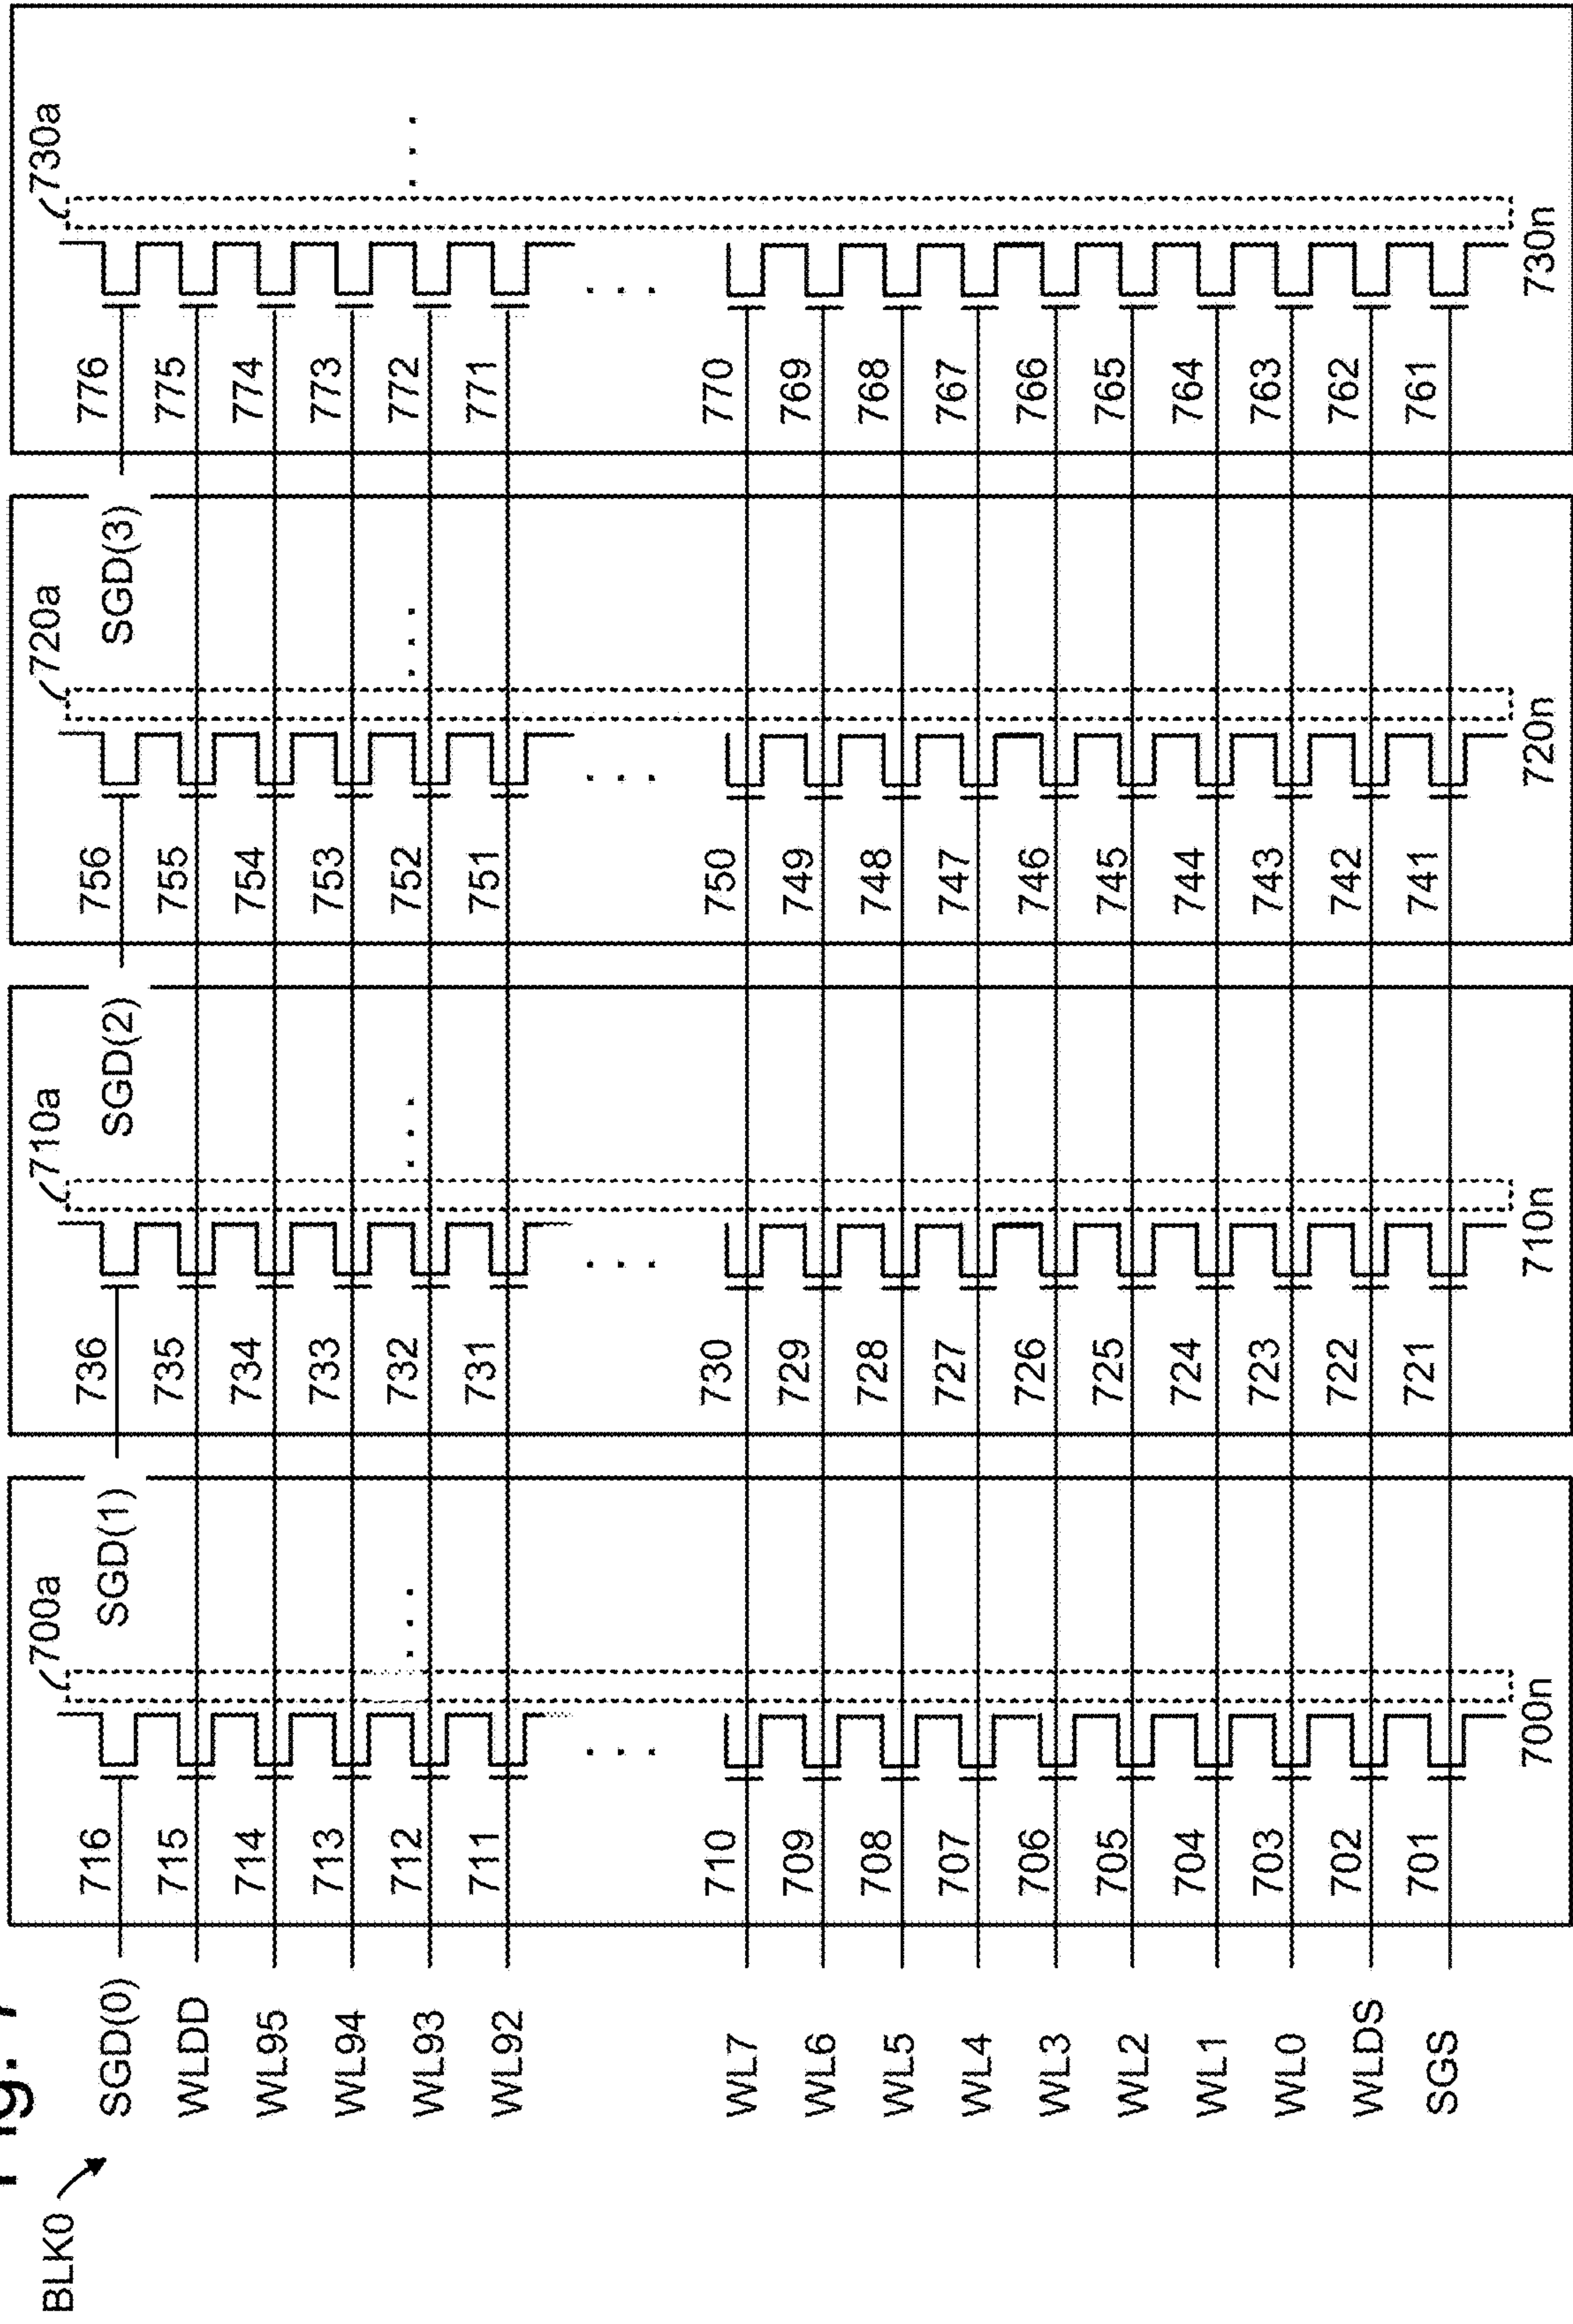 Fig. 7
BLK0
700a 710a 720a 730a
SGD(0) 716 SGD(1) 736 SGD(2) 756 SGD(3) 776
WLDD 715 735 755 775
WL95 714 734 754 774
WL94 713 733 753 773
WL93 712 732 752 772
WL92 711 731 751 771
WL7 710 730 750 770
WL6 709 729 749 769
WL5 708 728 748 768
WL4 707 727 747 767
WL3 706 726 746 766
WL2 705 725 745 765
WL1 704 724 744 764
WL0 703 723 743 763
WLDS 702 722 742 762
SGS 701 721 741 761
700n 710n 720n 730n